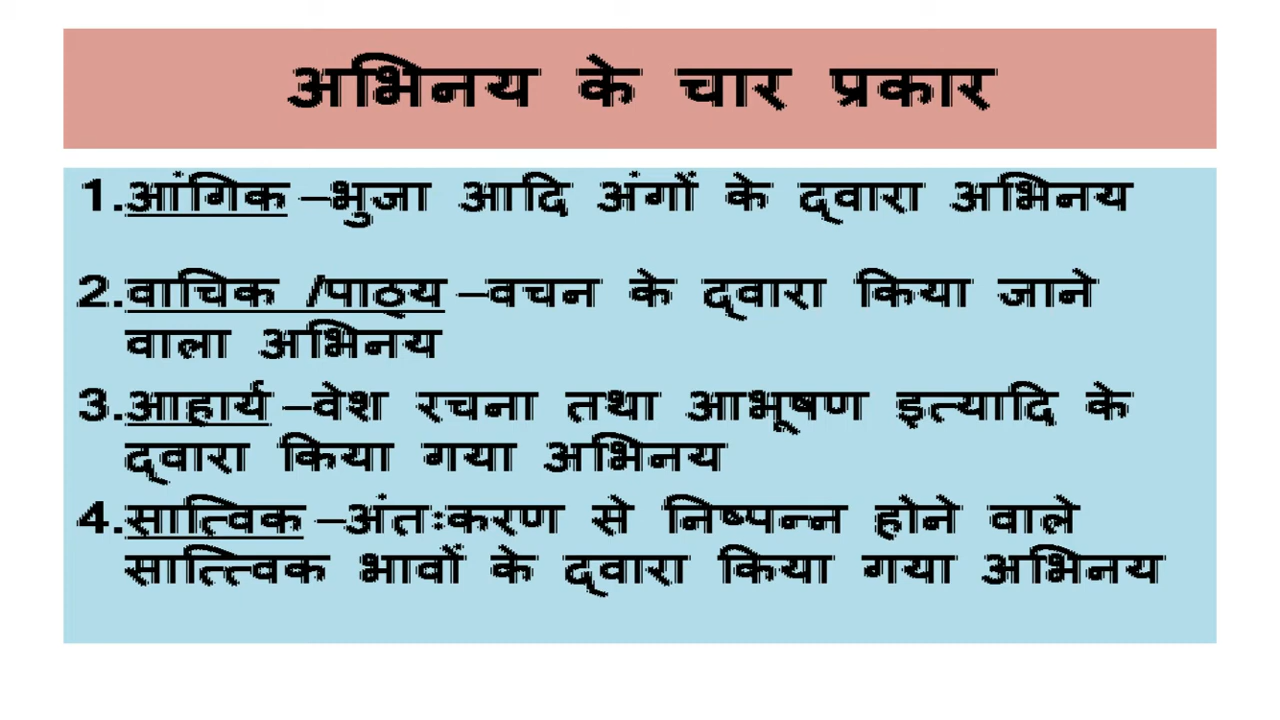 अभिनय के चार प्रकार
1.आंगिक –भुजा आदि अंगों के द्वारा अभिनय
2.वाचिक /पाठ्य –वचन के द्वारा किया जाने
वाला अभिनय
3.आहार्य –वेश रचना तथा आभूषण इत्यादि के
द्वारा किया गया अभिनय
4.सात्विक –अंतःकरण से निष्पन्न होने वाले
सात्त्विक भावों के द्वारा किया गया अभिनय